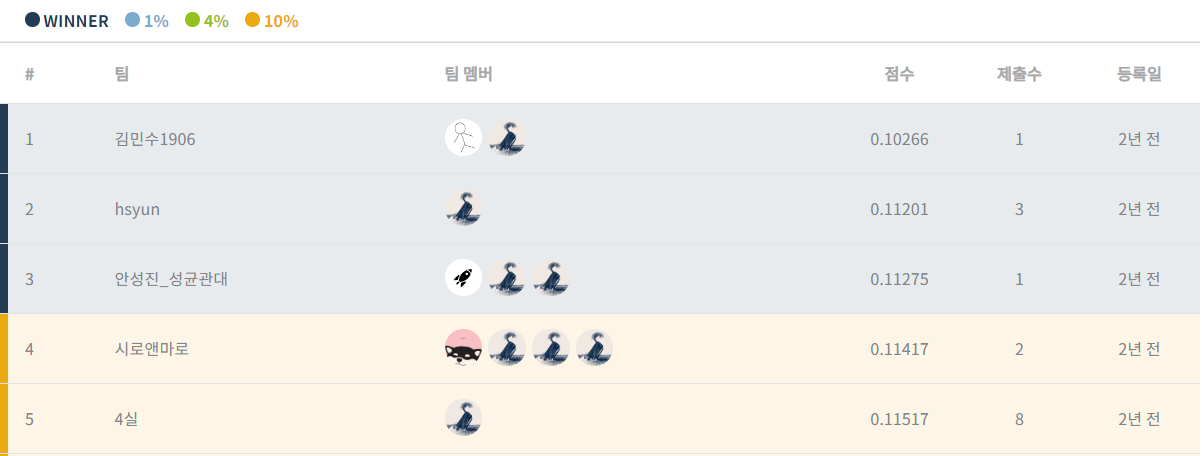 WINNER 1% 4% 10%
# 팀 팀 멤버 점수 제출수 등록일
1 김민수1906 0.10266 1 2년 전
2 hsyun 0.11201 3 2년 전
3 안성진_성균관대 0.11275 1 2년 전
4 시로앤마로 0.11417 2 2년 전
5 4실 0.11517 8 2년 전